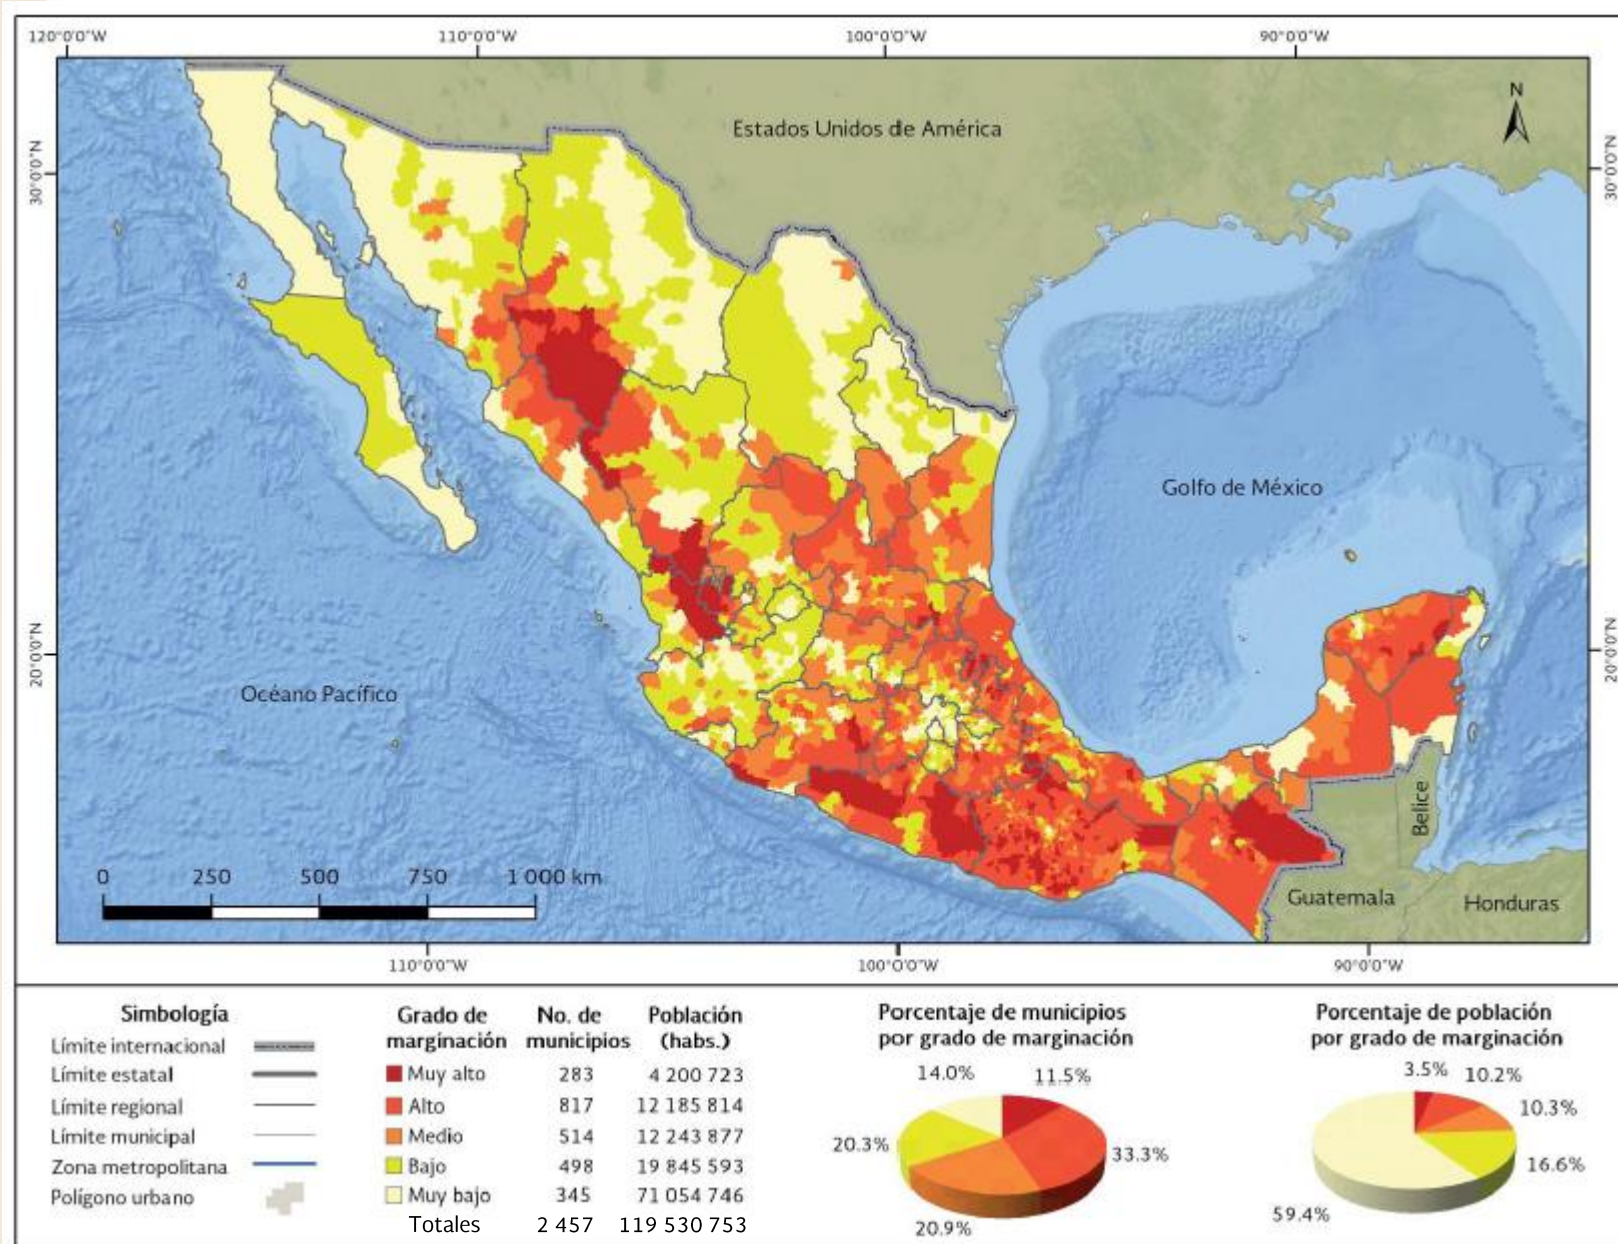 120°0'0"W 110°0'0"W 100°0'0"W 90°0'0"W
N
Estados Unidos de América
30°0'0"N 30°0'0"N
Golfo de México
20°0'0"N 20°0'0"N
Océano Pacífico
Belice
0 250 500 750 1 000 km
Guatemala
Honduras
110°0'0"W 100°0'0"W 90°0'0"W
Simbología
Límite internacional
Límite estatal
Límite regional
Límite municipal
Zona metropolitana
Polígono urbano
Grado de marginación No. de municipios Población (habs.)
Muy alto 283 4 200 723
Alto 817 12 185 814
Medio 514 12 243 877
Bajo 498 19 845 593
Muy bajo 345 71 054 746
Totales 2 457 119 530 753
Porcentaje de municipios
por grado de marginación
14.0% 11.5%
20.3%
33.3%
20.9%
Porcentaje de población
por grado de marginación
3.5% 10.2%
10.3%
16.6%
59.4%